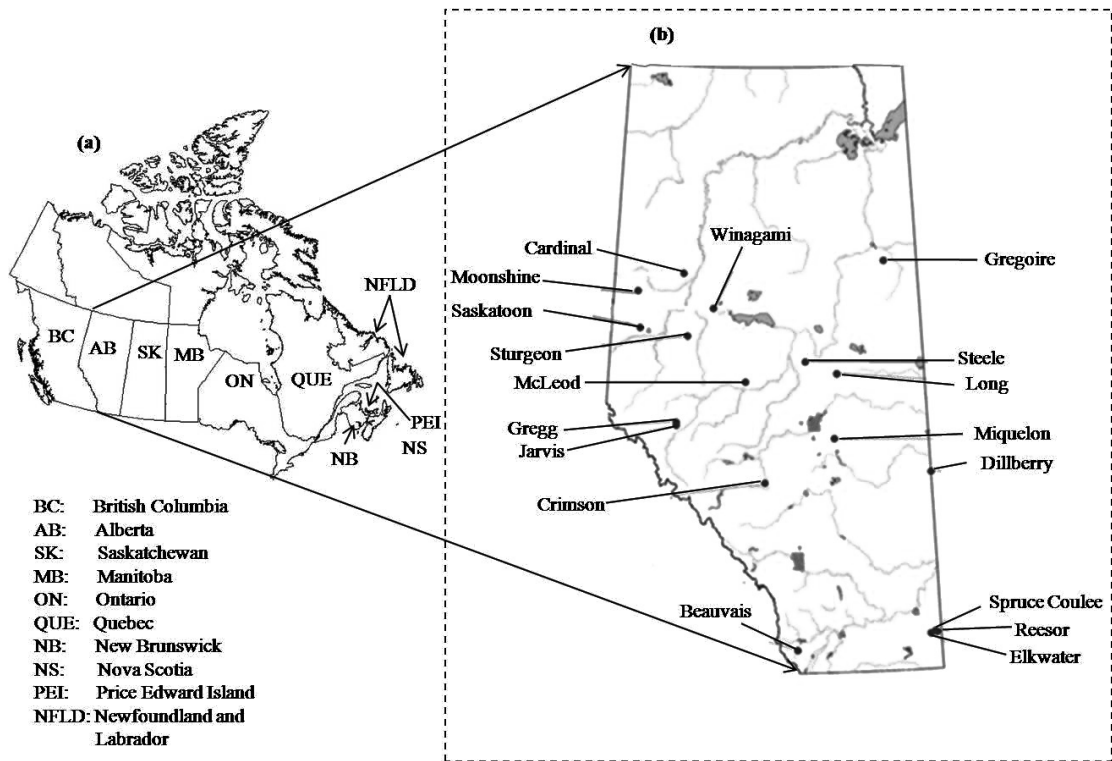 (a)
NFLD
BC
AB
SK
MB
ON
QUE
PEI
NS
NB
BC: British Columbia
AB: Alberta
SK: Saskatchewan
MB: Manitoba
ON: Ontario
QUE: Quebec
NB: New Brunswick
NS: Nova Scotia
PEI: Price Edward Island
NFLD: Newfoundland and
Labrador
(b)
Winagami
Cardinal
Gregoire
Moonshine
Saskatoon
Sturgeon
Steele
McLeod
Long
Gregg
Jarvis
Miquelon
Dillberry
Crimson
Beauvais
Spruce Coulee
Reesor
Elkwater